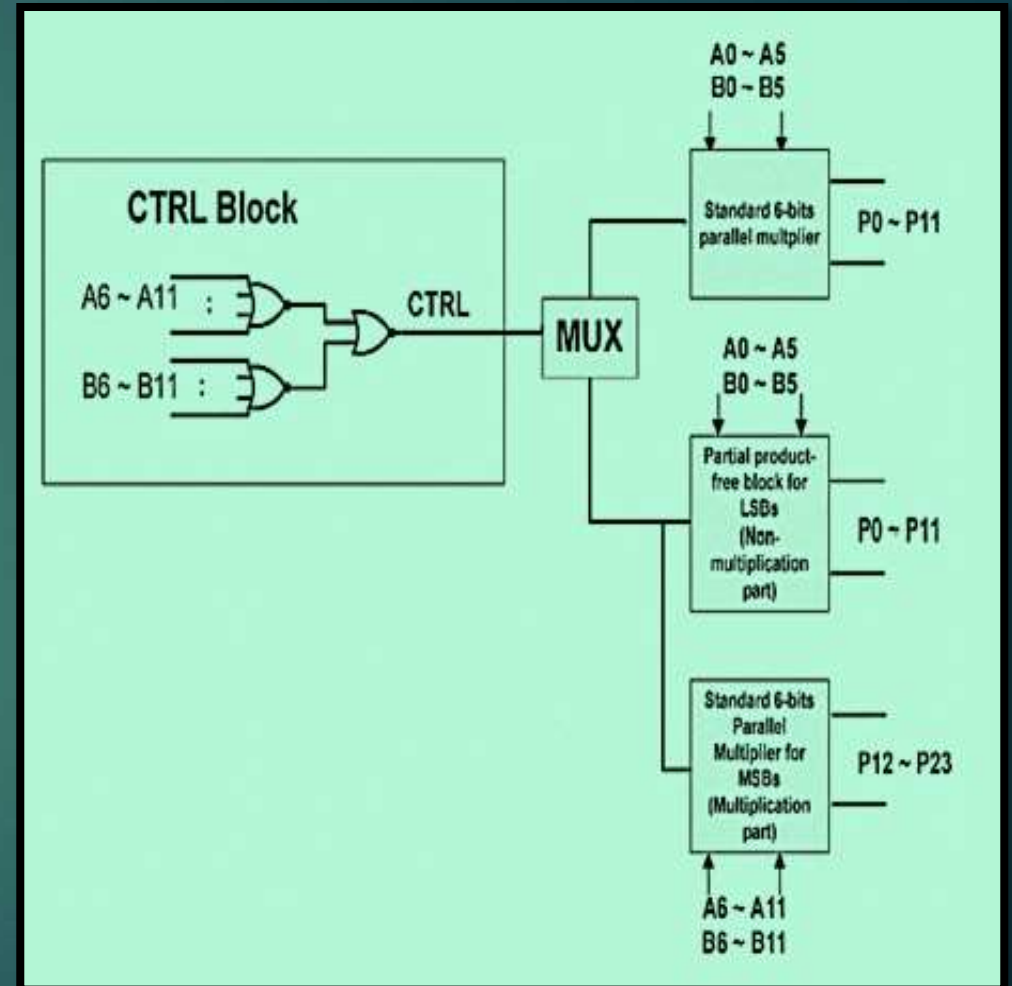 CTRL Block
A6 ~ A11 :
B6 ~ B11 :
CTRL
MUX
A0 ~ A5
B0 ~ B5
Standard 6-bits
parallel multplier
P0 ~ P11
A0 ~ A5
B0 ~ B5
Partial product-
free block for
LSBs
(Non-
multiplication
part)
P0 ~ P11
Standard 6-bits
Parallel
Multiplier for
MSBs
(Multiplication
part)
P12 ~ P23
A6 ~ A11
B6 ~ B11